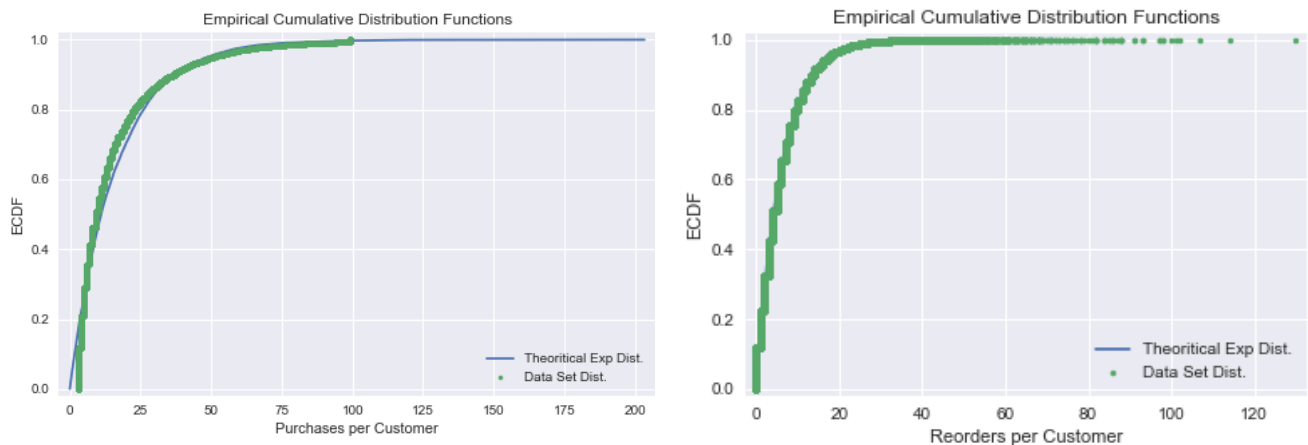 Empirical Cumulative Distribution Functions
1.0
0.8
0.6
0.4
0.2
0.0
ECDF
Theoritical Exp Dist.
Data Set Dist.
0 25 50 75 100 125 150 175 200
Purchases per Customer
Empirical Cumulative Distribution Functions
1.0
0.8
0.6
0.4
0.2
0.0
ECDF
Theoritical Exp Dist.
Data Set Dist.
0 20 40 60 80 100 120
Reorders per Customer